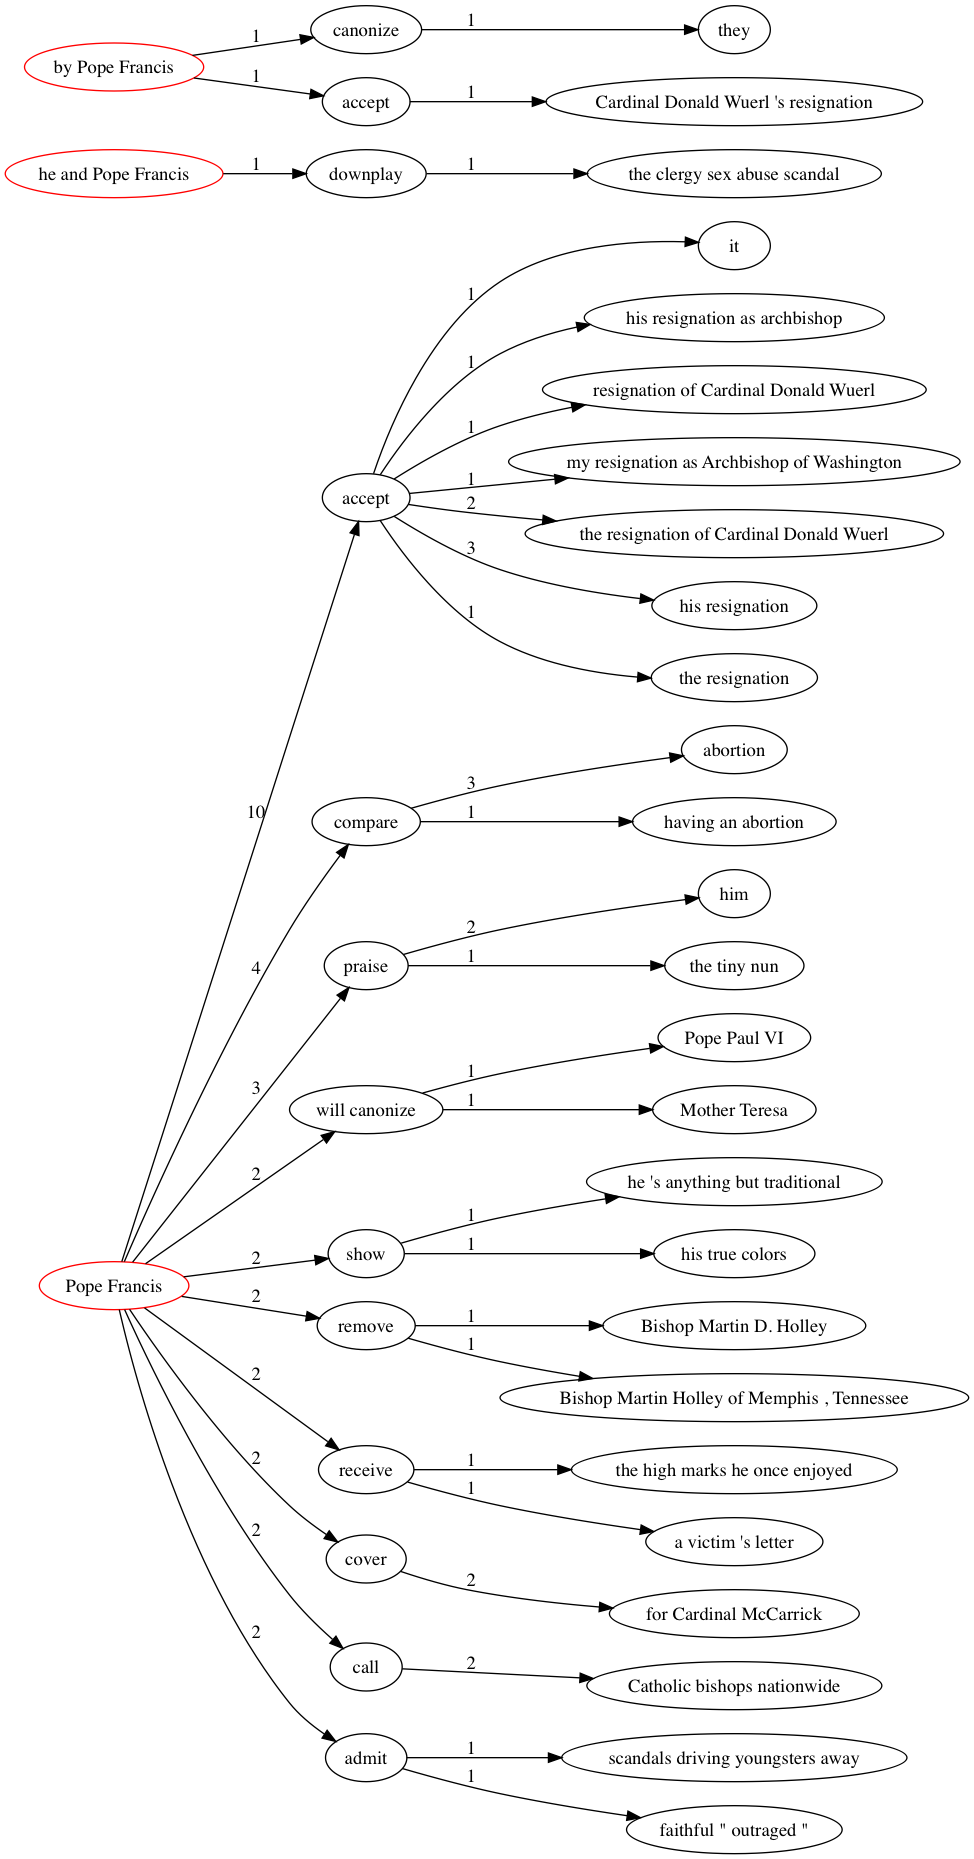 by Pope Francis
1
canonize
1
they
1
accept
1
Cardinal Donald Wuerl 's resignation
he and Pope Francis
1
downplay
1
the clergy sex abuse scandal
Pope Francis
10
accept
1
it
1
his resignation as archbishop
1
resignation of Cardinal Donald Wuerl
1
my resignation as Archbishop of Washington
2
the resignation of Cardinal Donald Wuerl
3
his resignation
1
the resignation
4
compare
3
abortion
1
having an abortion
3
praise
2
him
1
the tiny nun
2
will canonize
1
Pope Paul VI
1
Mother Teresa
2
show
1
he 's anything but traditional
1
his true colors
2
remove
1
Bishop Martin D. Holley
1
Bishop Martin Holley of Memphis , Tennessee
2
receive
1
the high marks he once enjoyed
1
a victim 's letter
2
cover
2
for Cardinal McCarrick
2
call
2
Catholic bishops nationwide
2
admit
1
scandals driving youngsters away
1
faithful " outraged "